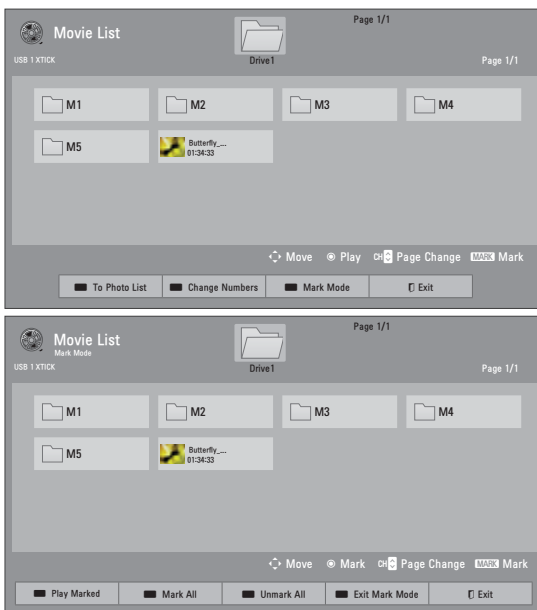 Page 1/1
Movie List
USB 1 XTICK
Drive1
Page 1/1
M1 M2 M3 M4
M5 Butterfly_...
01:34:33
Move Play CH Page Change MARK Mark
To Photo List Change Numbers Mark Mode Exit
Page 1/1
Movie List
Mark Mode
USB 1 XTICK
Drive1
Page 1/1
M1 M2 M3 M4
M5 Butterfly_...
01:34:33
Move Mark CH Page Change MARK Mark
Play Marked Mark All Unmark All Exit Mark Mode Exit